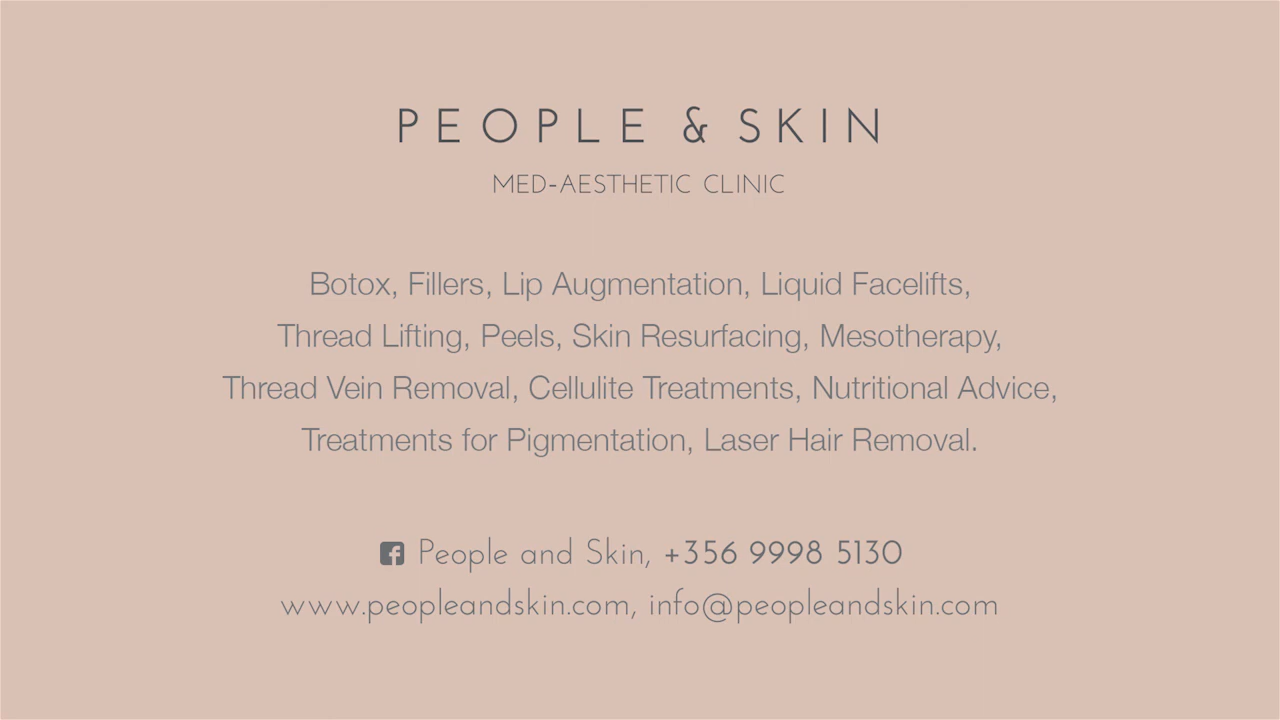 PEOPLE & SKIN
MED-AESTHETIC CLINIC
Botox, Fillers, Lip Augmentation, Liquid Facelifts,
Thread Lifting, Peels, Skin Resurfacing, Mesotherapy,
Thread Vein Removal, Cellulite Treatments, Nutritional Advice,
Treatments for Pigmentation, Laser Hair Removal.
People and Skin, +356 9998 5130
www.peopleandskin.com, info@peopleandskin.com